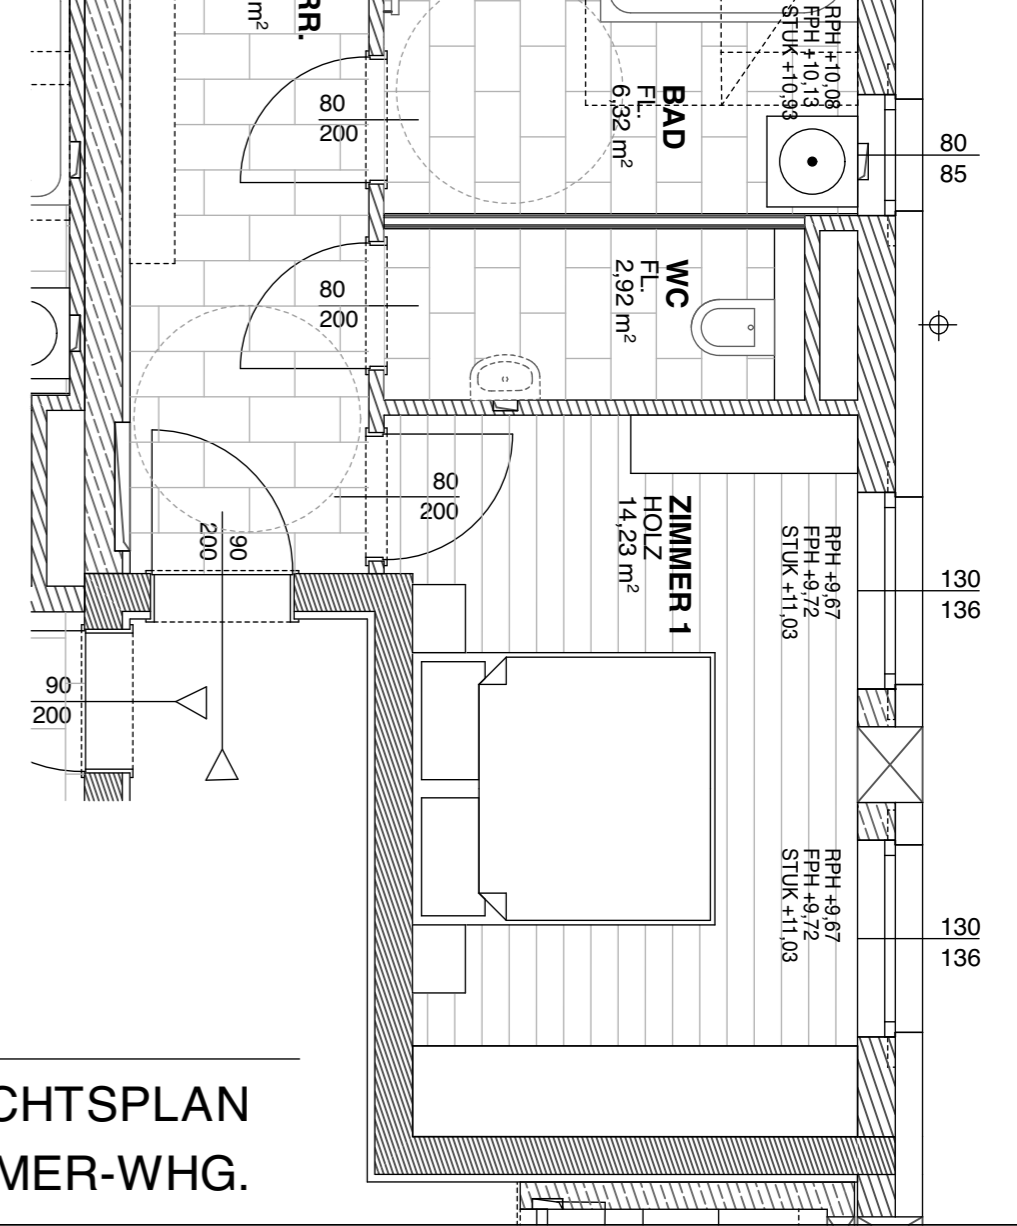 RR.
m²
80
200
BAD
FL.
6,32 m²
RPH +10,08
FPH +10,13
STUK +10,93
80
85
80
200
WC
FL.
2,92 m²
80
200
90
200
ZIMMER 1
HOLZ
14,23 m²
RPH +9,67
FPH +9,72
STUK +11,03
130
136
90
200
RPH +9,67
FPH +9,72
STUK +11,03
130
136
CHTSPLAN
MER-WHG.